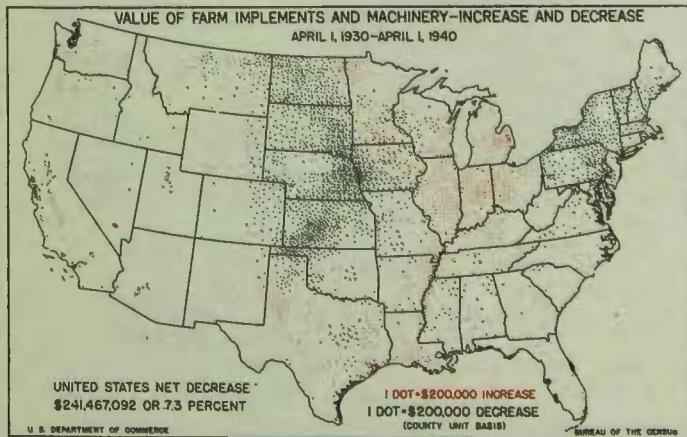 VALUE OF FARM IMPLEMENTS AND MACHINERY-INCREASE AND DECREASE
APRIL 1, 1930-APRIL 1, 1940
UNITED STATES NET DECREASE
$241,467,092 OR 7.3 PERCENT
1 DOT=$200,000 INCREASE
1 DOT=$200,000 DECREASE
(COUNTY UNIT BASIS)
U. S. DEPARTMENT OF COMMERCE
BUREAU OF THE CENSUS